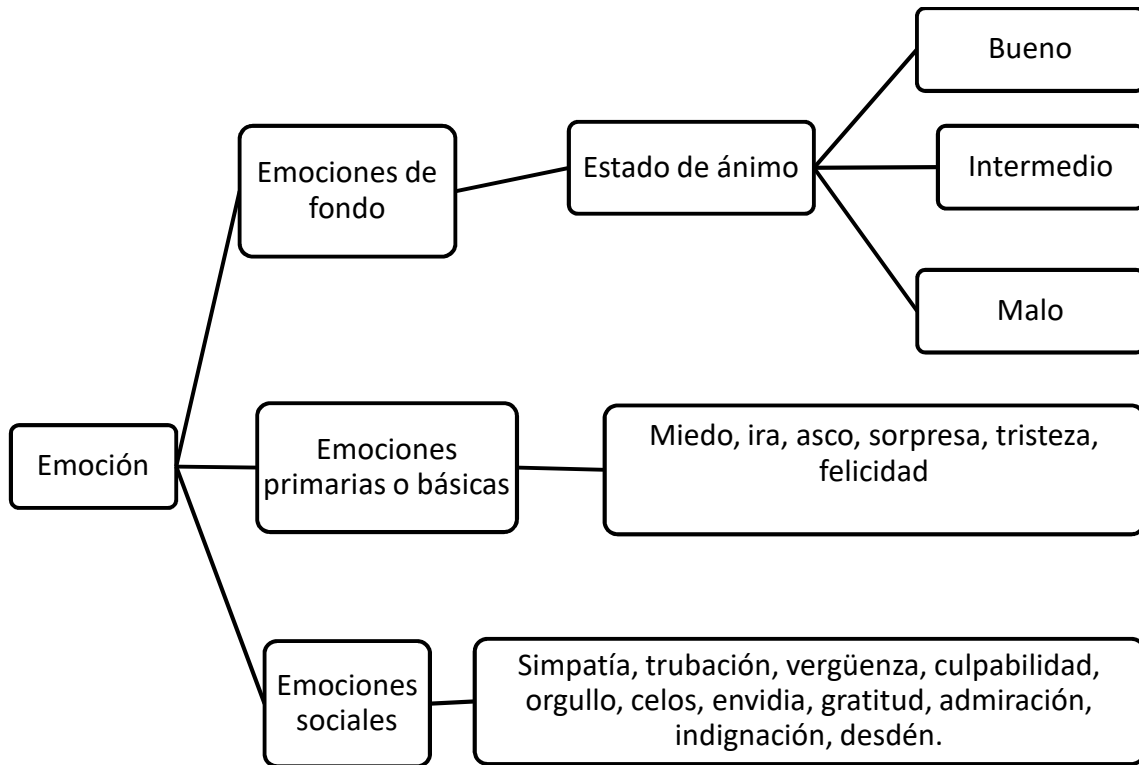 Emoción
Emociones de
fondo
Estado de ánimo
Bueno
Intermedio
Malo
Emociones
primarias o básicas
Miedo, ira, asco, sorpresa, tristeza,
felicidad
Emociones
sociales
Simpatía, trubación, vergüenza, culpabilidad,
orgullo, celos, envidia, gratitud, admiración,
indignación, desdén.